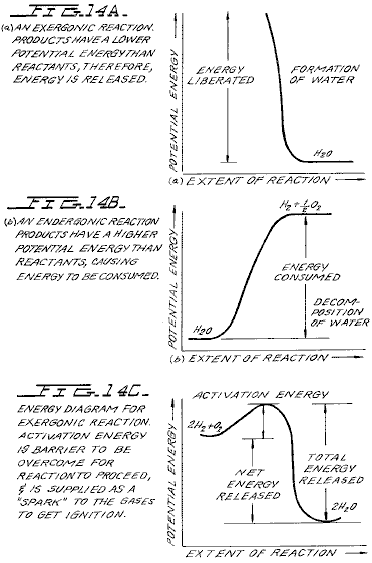 FIG. 14A.
(a) AN EXERGONIC REACTION.
PRODUCTS HAVE A LOWER
POTENTIAL ENERGY THAN
REACTANTS, THEREFORE,
ENERGY IS RELEASED.
POTENTIAL ENERGY
ENERGY
LIBERATED
FORMATION
OF WATER
H2O
(a) EXTENT OF REACTION
FIG. 14B.
(b) AN ENDERGONIC REACTION
PRODUCTS HAVE A HIGHER
POTENTIAL ENERGY THAN
REACTANTS, CAUSING
ENERGY TO BE CONSUMED.
POTENTIAL ENERGY
H2 + ½O2
ENERGY
CONSUMED
DECOM-
POSITION
OF WATER
H2O
(b) EXTENT OF REACTION
FIG. 14C.
ENERGY DIAGRAM FOR
EXERGONIC REACTION.
ACTIVATION ENERGY
IS BARRIER TO BE
OVERCOME FOR
REACTION TO PROCEED,
& IS SUPPLIED AS A
"SPARK" TO THE GASES
TO GET IGNITION.
POTENTIAL ENERGY
ACTIVATION ENERGY
2H2 + O2
NET
ENERGY
RELEASED
TOTAL
ENERGY
RELEASED
2H2O
EXTENT OF REACTION